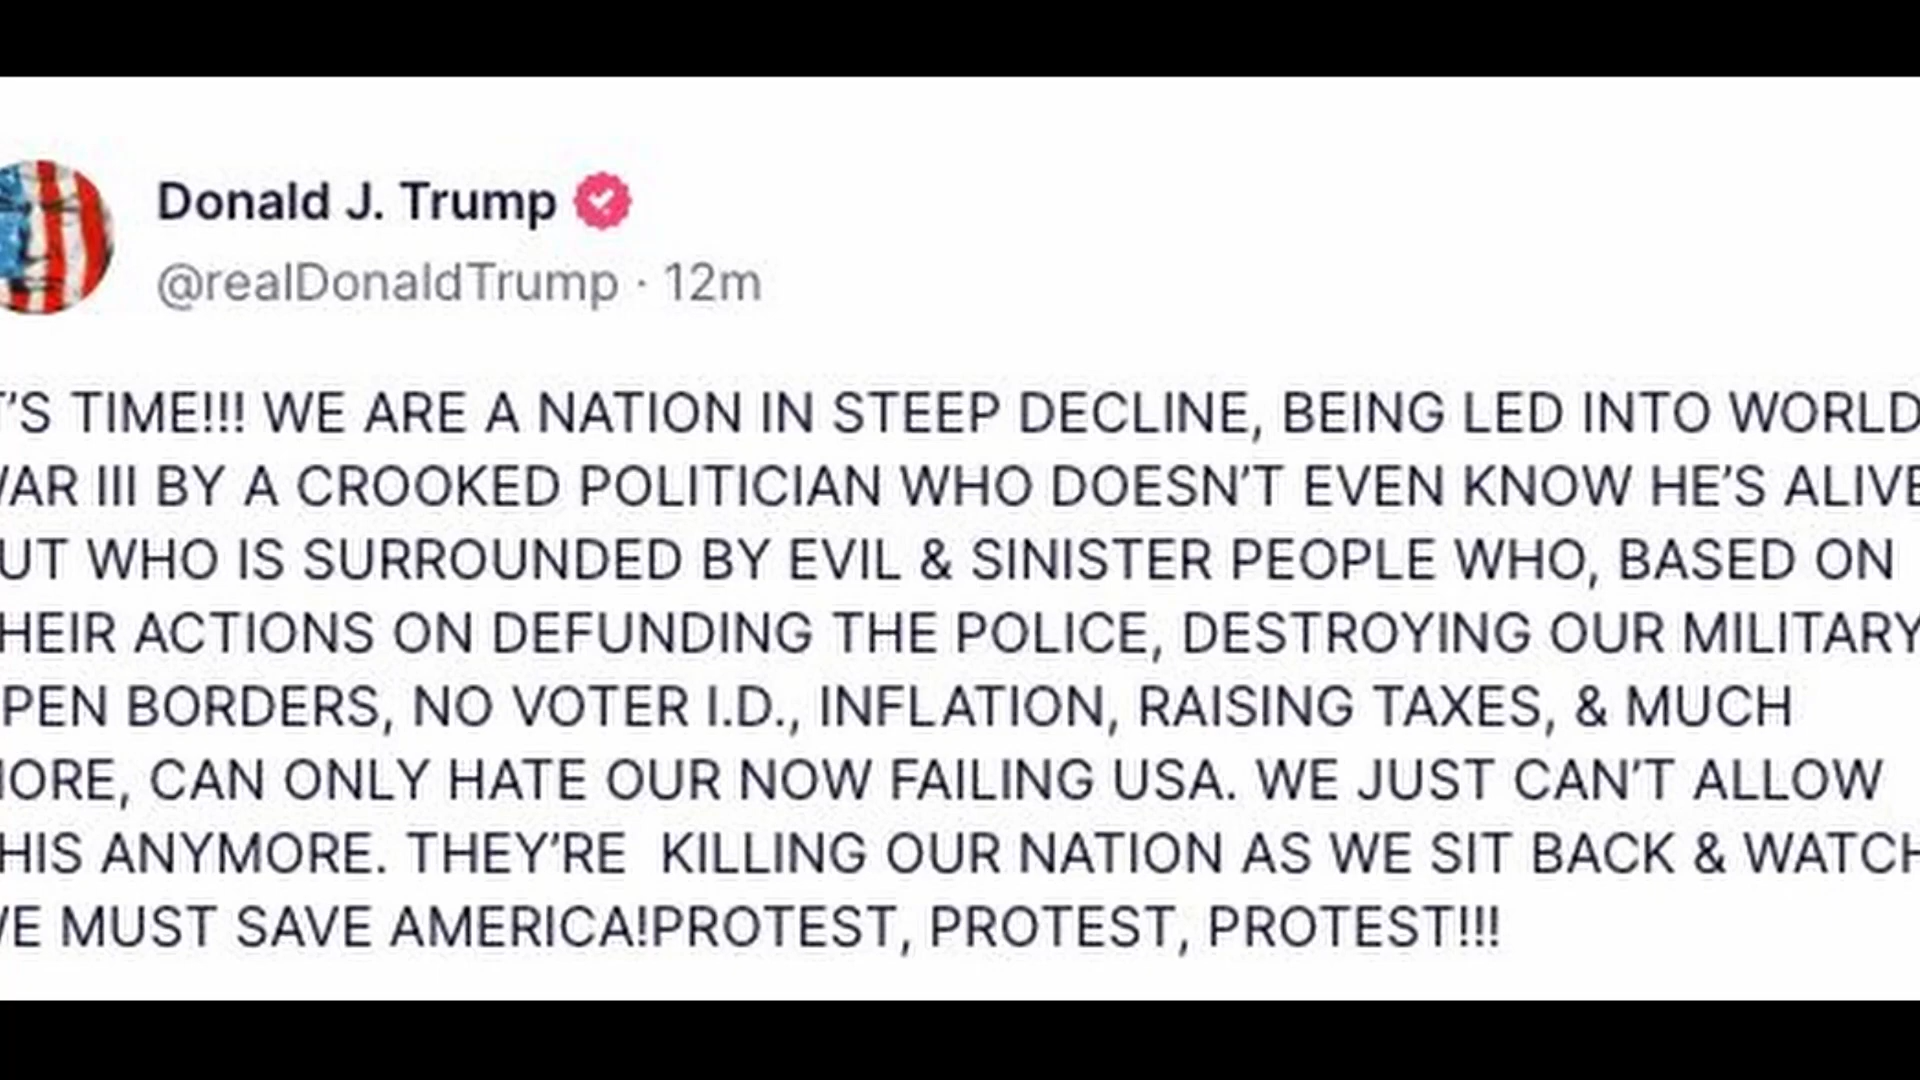 Donald J. Trump
@realDonaldTrump · 12m
T'S TIME!!! WE ARE A NATION IN STEEP DECLINE, BEING LED INTO WORLD
WAR III BY A CROOKED POLITICIAN WHO DOESN'T EVEN KNOW HE'S ALIVE
UT WHO IS SURROUNDED BY EVIL & SINISTER PEOPLE WHO, BASED ON
HEIR ACTIONS ON DEFUNDING THE POLICE, DESTROYING OUR MILITARY
PEN BORDERS, NO VOTER I.D., INFLATION, RAISING TAXES, & MUCH
MORE, CAN ONLY HATE OUR NOW FAILING USA. WE JUST CAN'T ALLOW
HIS ANYMORE. THEY'RE  KILLING OUR NATION AS WE SIT BACK & WATCH
WE MUST SAVE AMERICA!PROTEST, PROTEST, PROTEST!!!